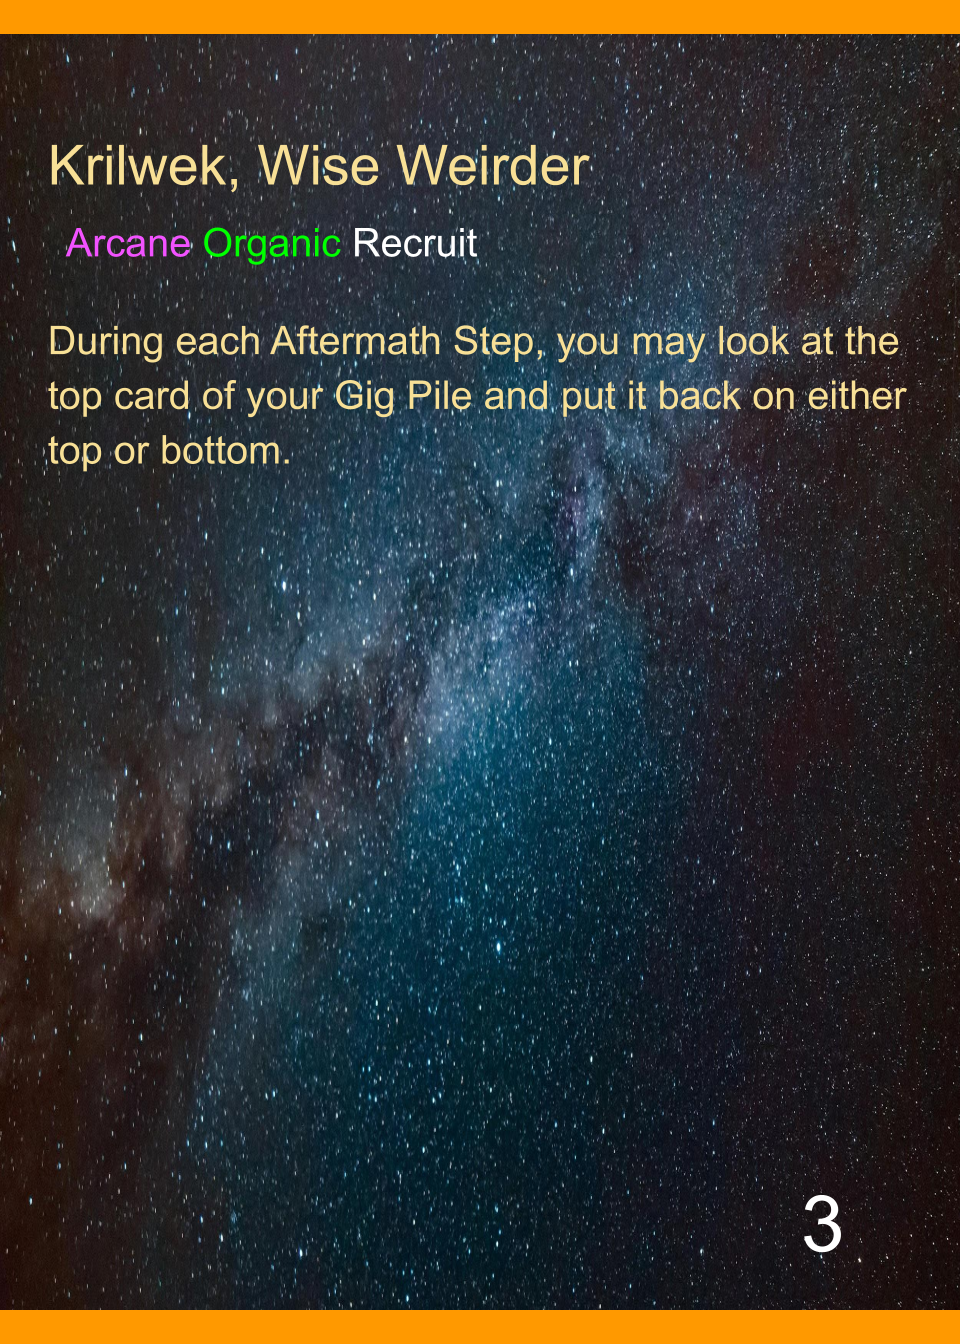 Krilwek, Wise Weirder
Arcane Organic Recruit
During each Aftermath Step, you may look at the
top card of your Gig Pile and put it back on either
top or bottom.
3